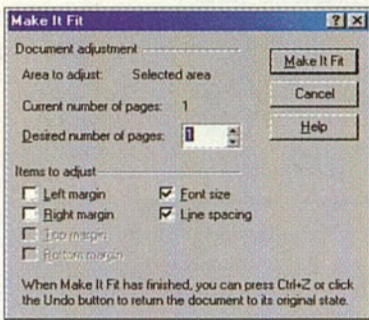 Make It Fit
Document adjustment
Make It Fit
Area to adjust: Selected area
Cancel
Current number of pages: 1
Help
Desired number of pages: 1
Items to adjust
Left margin
Font size
Right margin
Line spacing
Top margin
Bottom margin
When Make It Fit has finished, you can press Ctrl+Z or click
the Undo button to return the document to its original state.